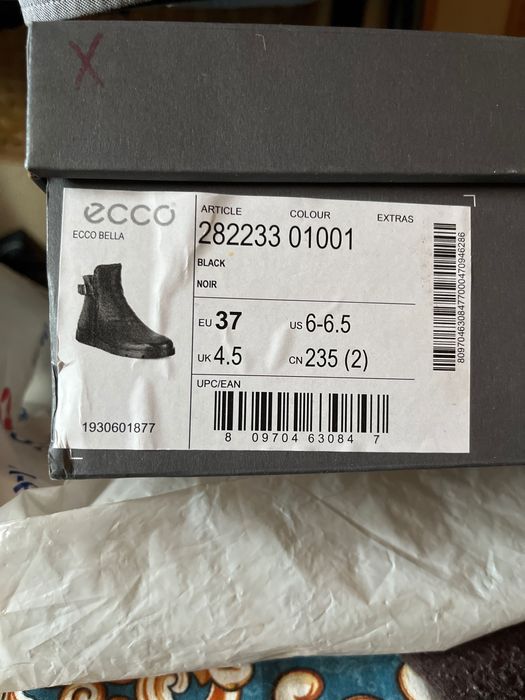 X
ecco
ECCO BELLA
1930601877
ARTICLE COLOUR EXTRAS
282233 01001
BLACK
NOIR
EU 37 US 6-6.5
UK 4.5 CN 235 (2)
UPC/EAN
8 09704 63084 7
80970463084770000470946286